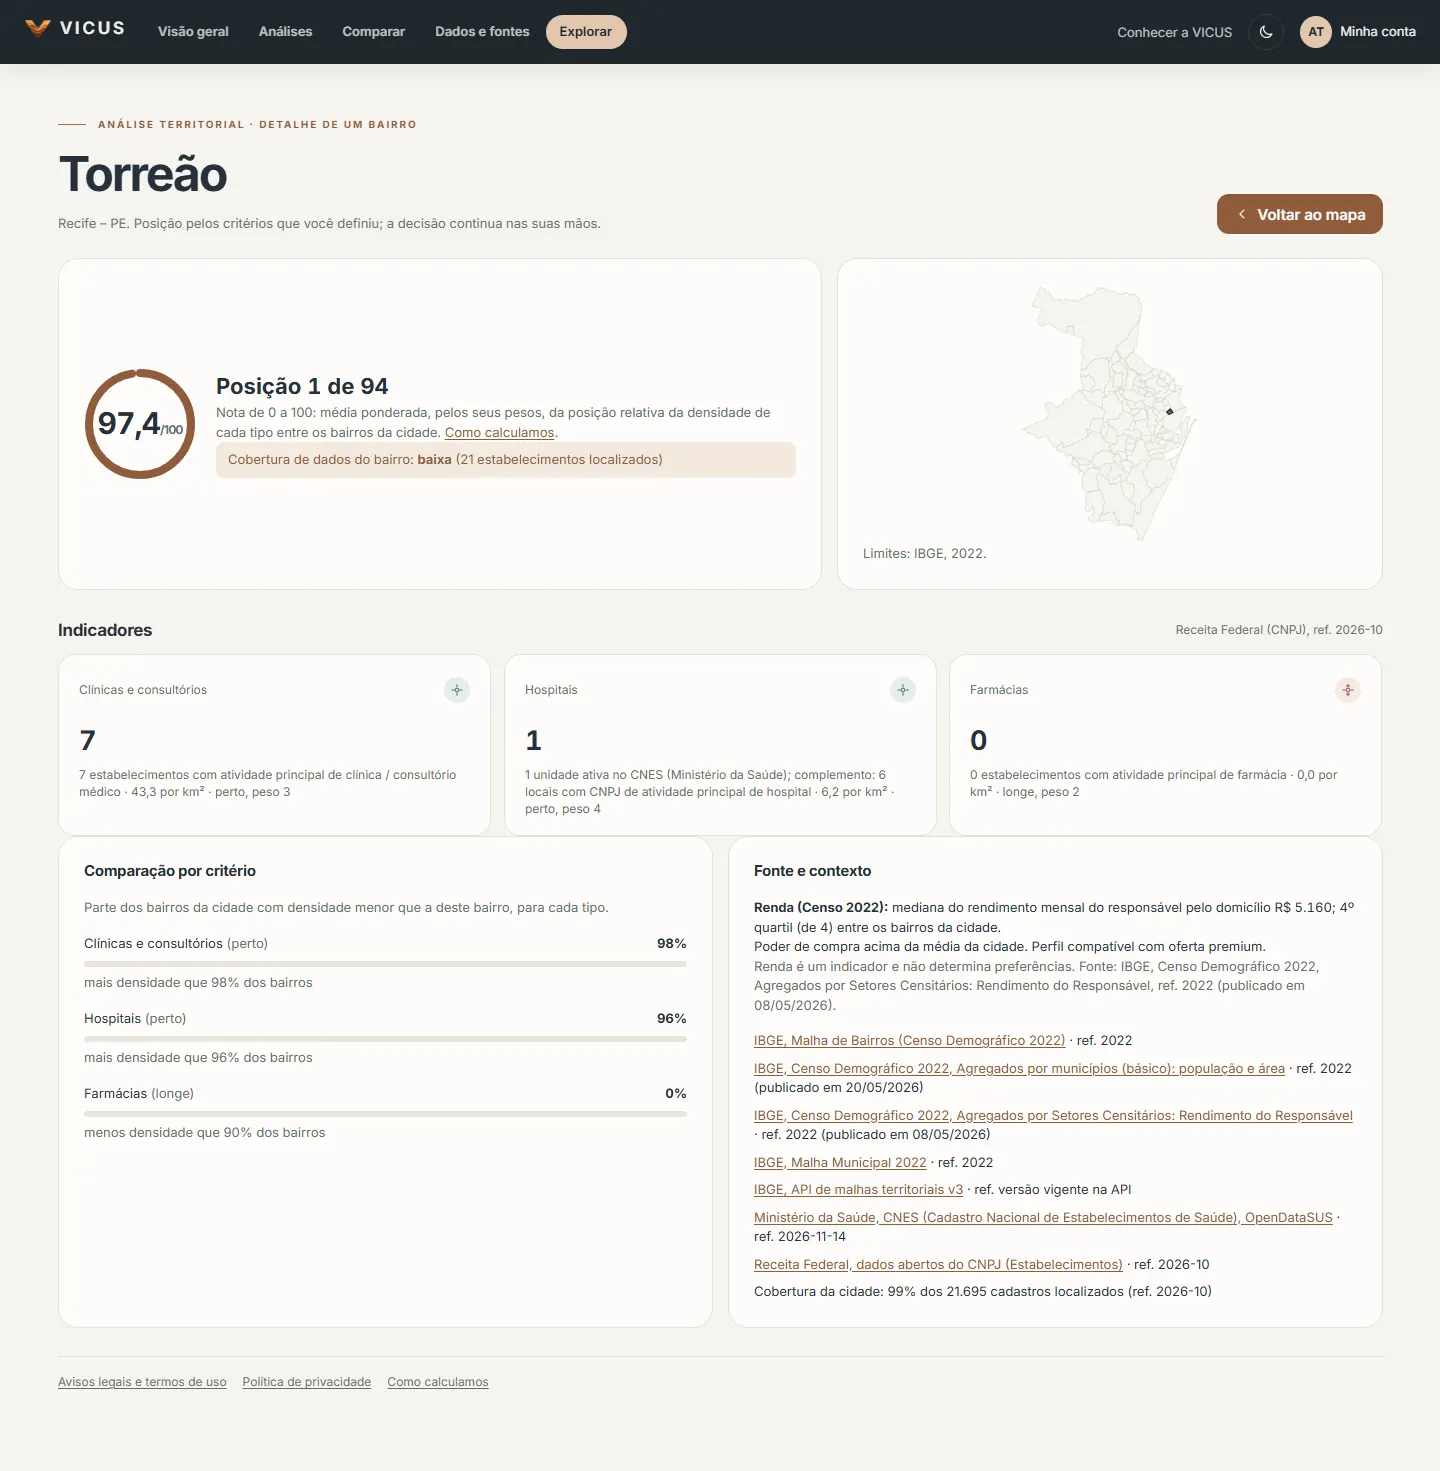 VICUS
Visão geral
Análises
Comparar
Dados e fontes
Explorar
Conhecer a VICUS
AT
Minha conta
ANÁLISE TERRITORIAL · DETALHE DE UM BAIRRO
Torreão
Recife – PE. Posição pelos critérios que você definiu; a decisão continua nas suas mãos.
Voltar ao mapa
97,4/100
Posição 1 de 94
Nota de 0 a 100: média ponderada, pelos seus pesos, da posição relativa da densidade de
cada tipo entre os bairros da cidade. Como calculamos.
Cobertura de dados do bairro: baixa (21 estabelecimentos localizados)
Limites: IBGE, 2022.
Indicadores
Receita Federal (CNPJ), ref. 2026-10
Clínicas e consultórios
7
7 estabelecimentos com atividade principal de clínica / consultório
médico · 43,3 por km² · perto, peso 3
Hospitais
1
1 unidade ativa no CNES (Ministério da Saúde); complemento: 6
locais com CNPJ de atividade principal de hospital · 6,2 por km² ·
perto, peso 4
Farmácias
0
0 estabelecimentos com atividade principal de farmácia · 0,0 por
km² · longe, peso 2
Comparação por critério
Parte dos bairros da cidade com densidade menor que a deste bairro, para cada tipo.
Clínicas e consultórios (perto) 98%
mais densidade que 98% dos bairros
Hospitais (perto) 96%
mais densidade que 96% dos bairros
Farmácias (longe) 0%
menos densidade que 90% dos bairros
Fonte e contexto
Renda (Censo 2022): mediana do rendimento mensal do responsável pelo domicílio R$ 5.160; 4º
quartil (de 4) entre os bairros da cidade.
Poder de compra acima da média da cidade. Perfil compatível com oferta premium.
Renda é um indicador e não determina preferências. Fonte: IBGE, Censo Demográfico 2022,
Agregados por Setores Censitários: Rendimento do Responsável, ref. 2022 (publicado em
08/05/2026).
IBGE, Malha de Bairros (Censo Demográfico 2022) · ref. 2022
IBGE, Censo Demográfico 2022, Agregados por municípios (básico): população e área · ref. 2022
(publicado em 20/05/2026)
IBGE, Censo Demográfico 2022, Agregados por Setores Censitários: Rendimento do Responsável
· ref. 2022 (publicado em 08/05/2026)
IBGE, Malha Municipal 2022 · ref. 2022
IBGE, API de malhas territoriais v3 · ref. versão vigente na API
Ministério da Saúde, CNES (Cadastro Nacional de Estabelecimentos de Saúde), OpenDataSUS ·
ref. 2026-11-14
Receita Federal, dados abertos do CNPJ (Estabelecimentos) · ref. 2026-10
Cobertura da cidade: 99% dos 21.695 cadastros localizados (ref. 2026-10)
Avisos legais e termos de uso
Política de privacidade
Como calculamos